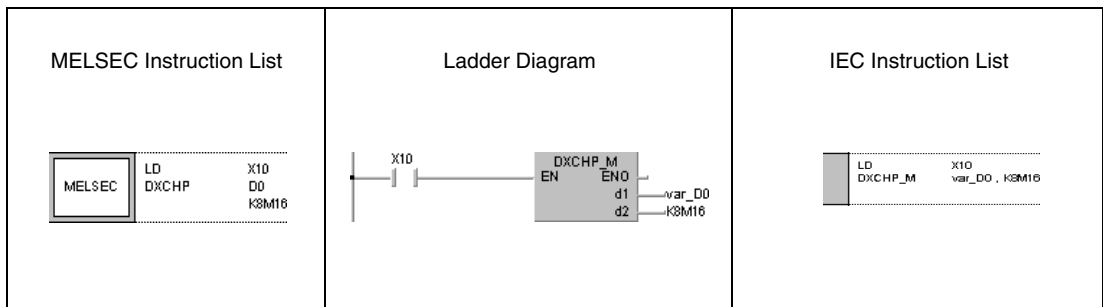 MELSEC Instruction List
Ladder Diagram
IEC Instruction List
MELSEC
LD X10
DXCHP D0
K8M16
X10
DXCHP_M
EN ENO
d1 var_D0
d2 K8M16
LD X10
DXCHP_M var_D0 , K8M16